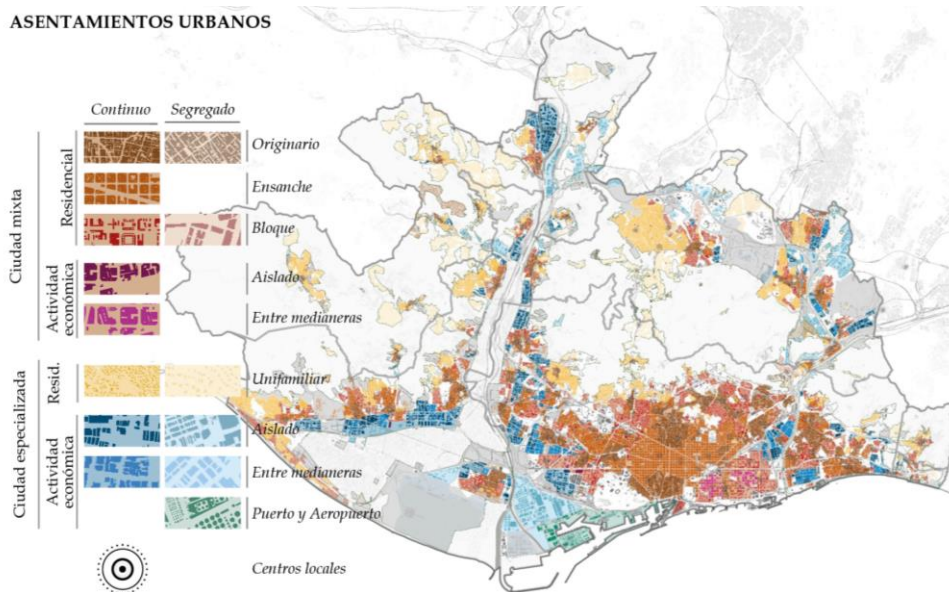 ASENTAMIENTOS URBANOS
Continuo
Segregado
Ciudad mixta
Residencial
Originario
Ensanche
Bloque
Actividad
económica
Aislado
Entre medianeras
Ciudad especializada
Resid.
Unifamiliar
Actividad
económica
Aislado
Entre medianeras
Puerto y Aeropuerto
Centros locales